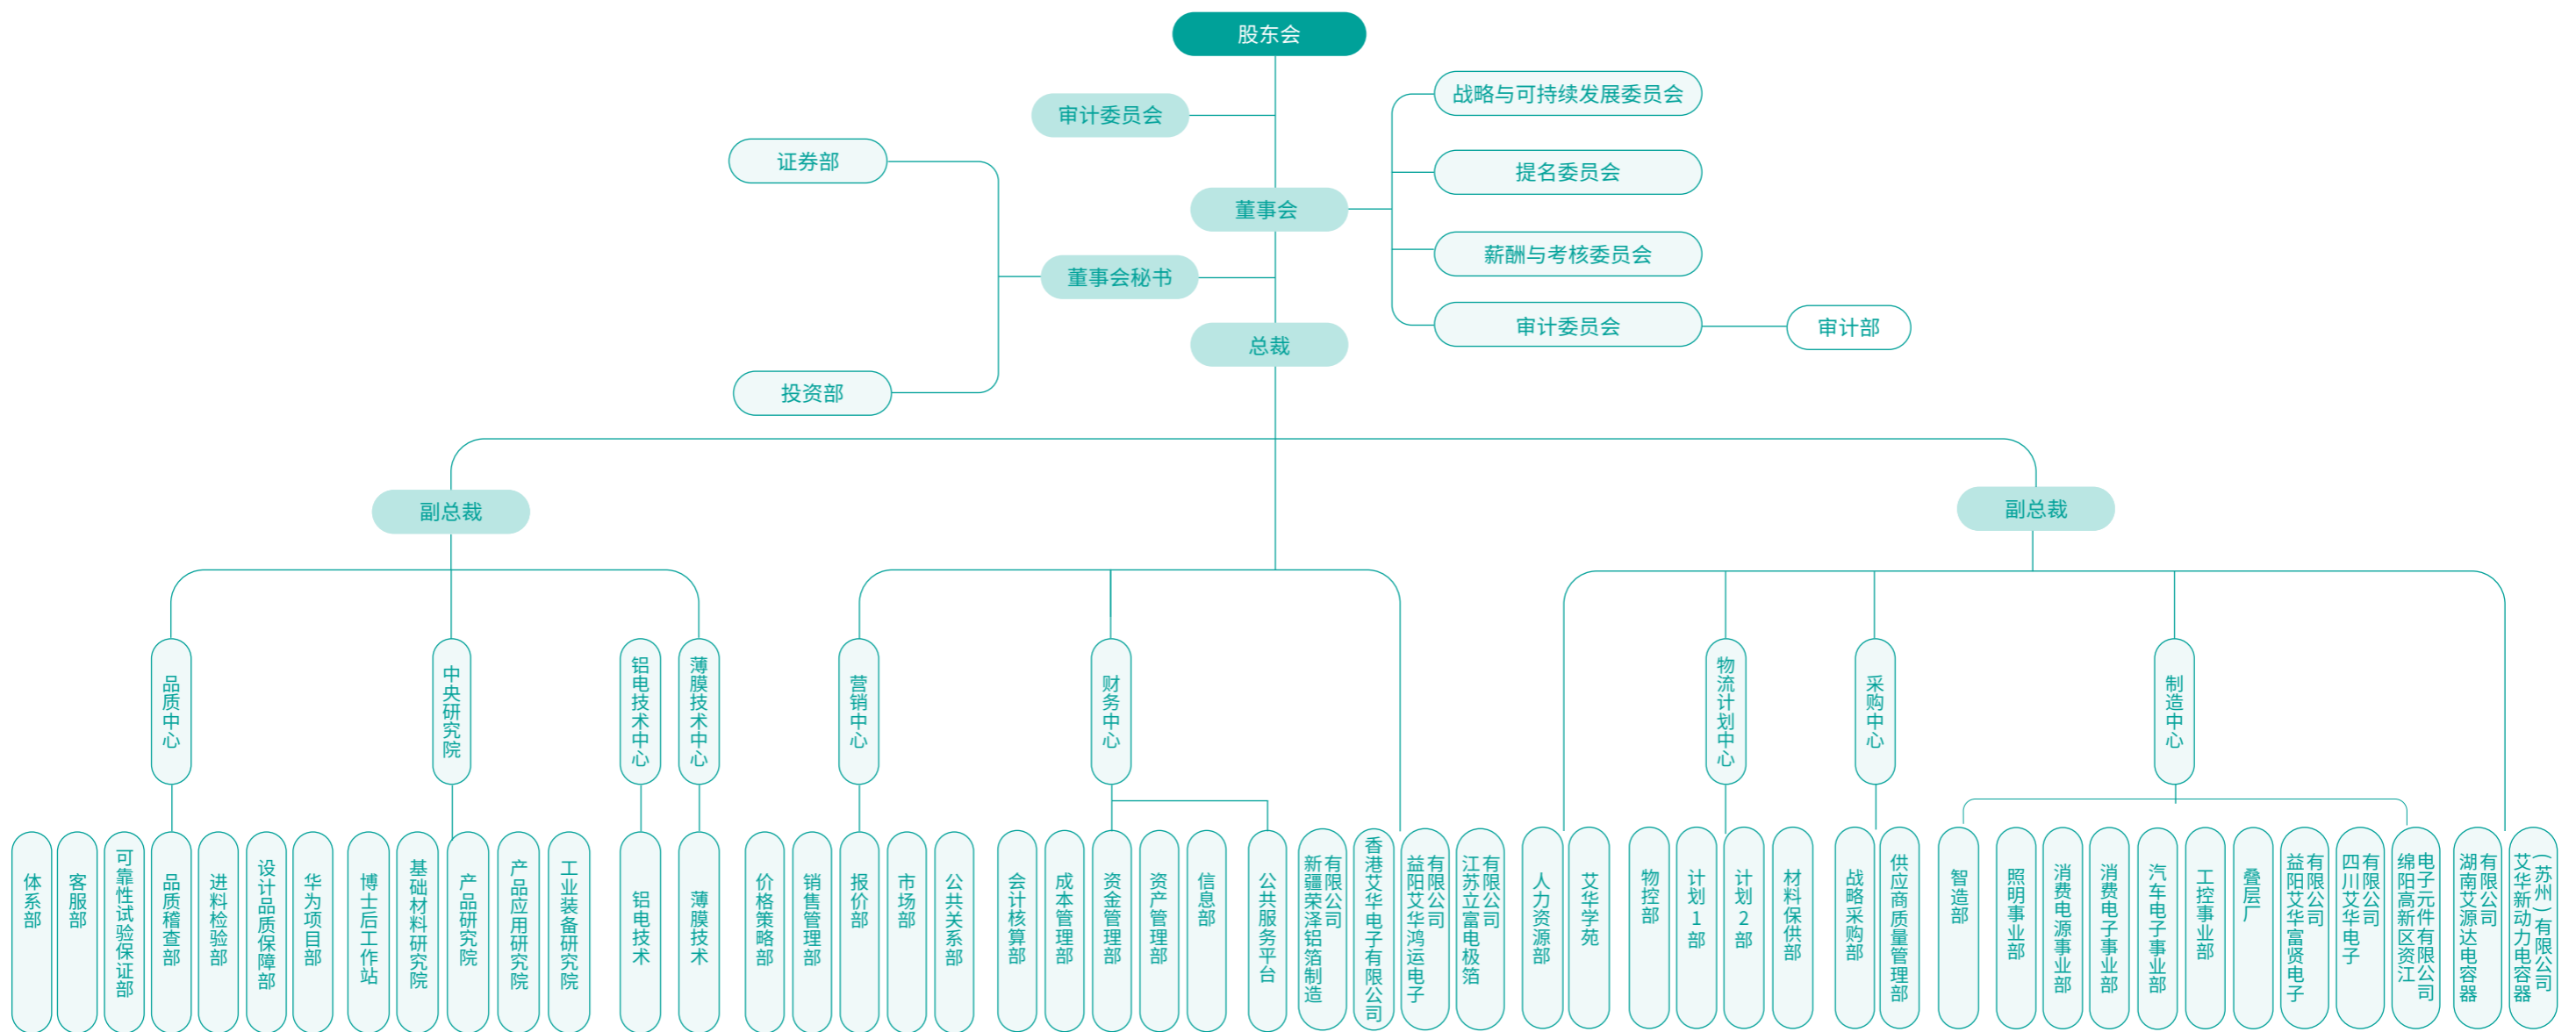 股东会
审计委员会
战略与可持续发展委员会
证券部
提名委员会
董事会
薪酬与考核委员会
董事会秘书
审计委员会
审计部
总裁
投资部
副总裁
副总裁
品质中心
中央研究院
铝电技术中心
薄膜技术中心
营销中心
财务中心
物流计划中心
采购中心
制造中心
体系部
客服部
可靠性试验保证部
品质稽查部
进料检验部
设计品质保障部
华为项目部
博士后工作站
基础材料研究院
产品研究院
产品应用研究院
工业装备研究院
铝电技术
薄膜技术
价格策略部
销售管理部
报价部
市场部
公共关系部
会计核算部
成本管理部
资金管理部
资产管理部
信息部
公共服务平台
新疆荣泽铝箔制造
有限公司
香港艾华电子有限公司
益阳艾华鸿运电子
有限公司
江苏立富电极箔
有限公司
人力资源部
艾华学苑
物控部
计划1部
计划2部
材料保供部
战略采购部
供应商质量管理部
智造部
照明事业部
消费电源事业部
消费电子事业部
汽车电子事业部
工控事业部
叠层厂
益阳艾华富贤电子
有限公司
四川艾华电子
有限公司
绵阳高新区资江
电子元件有限公司
湖南艾源达电容器
有限公司
艾华新动力电容器
(苏州)有限公司